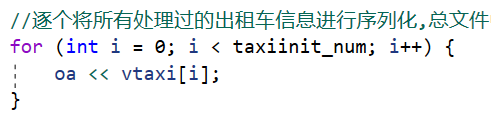 //逐个将所有处理过的出租车信息进行序列化,总文件
for (int i = 0; i < taxiinit_num; i++) {
    oa << vtaxi[i];
}